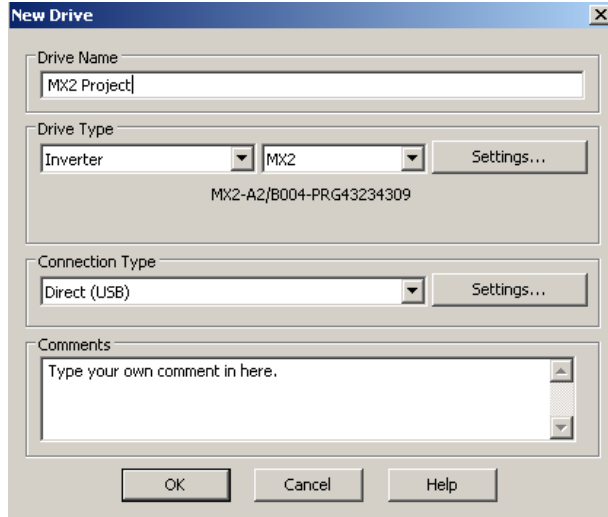 New Drive
Drive Name
MX2 Project
Drive Type
Inverter MX2 Settings...
MX2-A2/B004-PRG43234309
Connection Type
Direct (USB) Settings...
Comments
Type your own comment in here.
OK Cancel Help